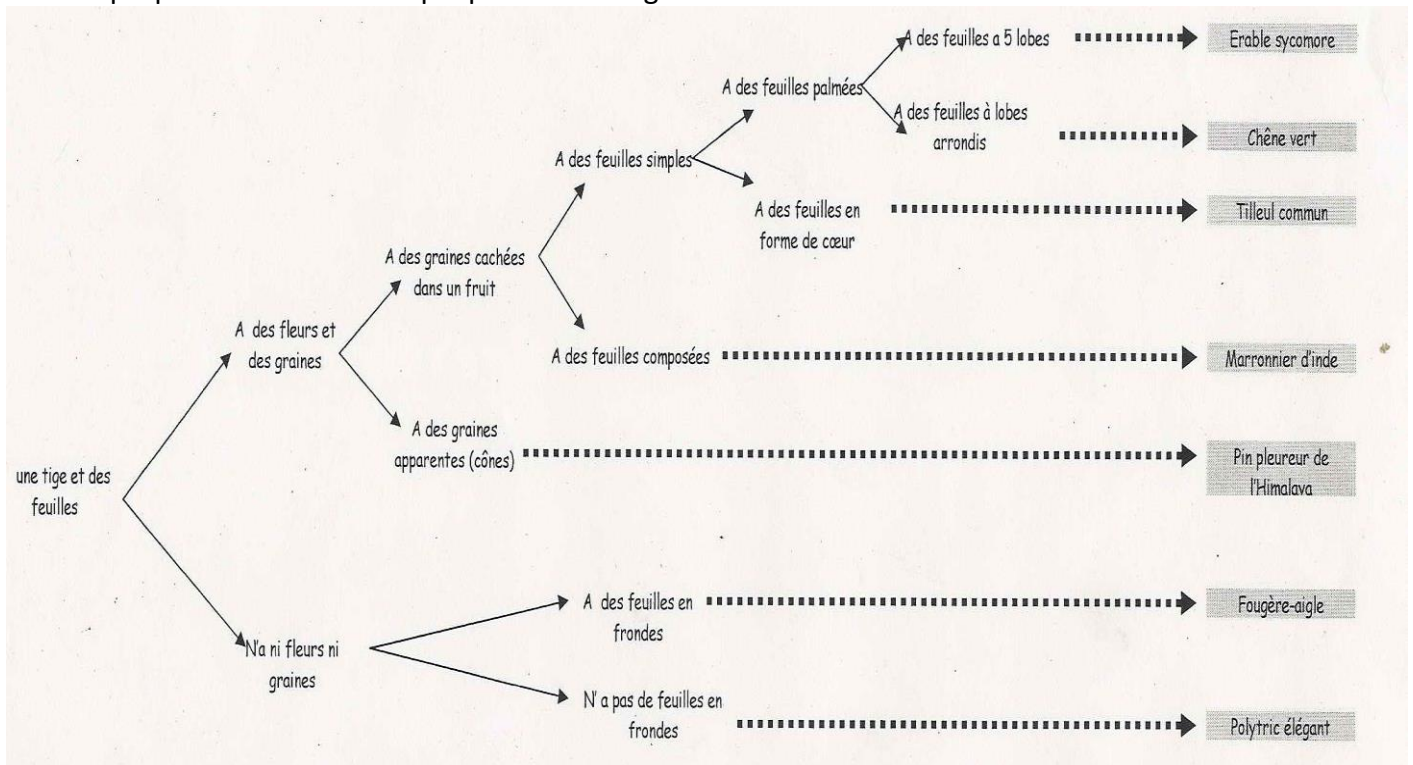 A des feuilles a 5 lobes
Erable sycomore
A des feuilles palmées
A des feuilles à lobes
arrondis
Chêne vert
A des feuilles simples
A des feuilles en
forme de cœur
Tilleul commun
A des graines cachées
dans un fruit
A des fleurs et
des graines
A des feuilles composées
Marronnier d'inde
A des graines
apparentes (cônes)
Pin pleureur de
l'Himalaya
une tige et des
feuilles
A des feuilles en
frondes
Fougère-aigle
N'a ni fleurs ni
graines
N' a pas de feuilles en
frondes
Polytric élégant